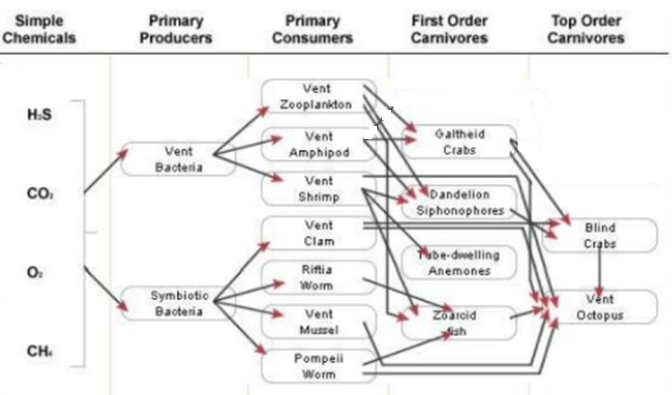 Simple
Chemicals
Primary
Producers
Primary
Consumers
First Order
Carnivores
Top Order
Carnivores
H₂S
CO₂
O₂
CH₄
Vent
Bacteria
Symbiotic
Bacteria
Vent
Zooplankton
Vent
Amphipod
Vent
Shrimp
Vent
Clam
Riftia
Worm
Vent
Mussel
Pompeii
Worm
Galtheid
Crabs
Dandelion
Siphonophores
Tube-dwelling
Anemones
Zoarcid
fish
Blind
Crabs
Vent
Octopus